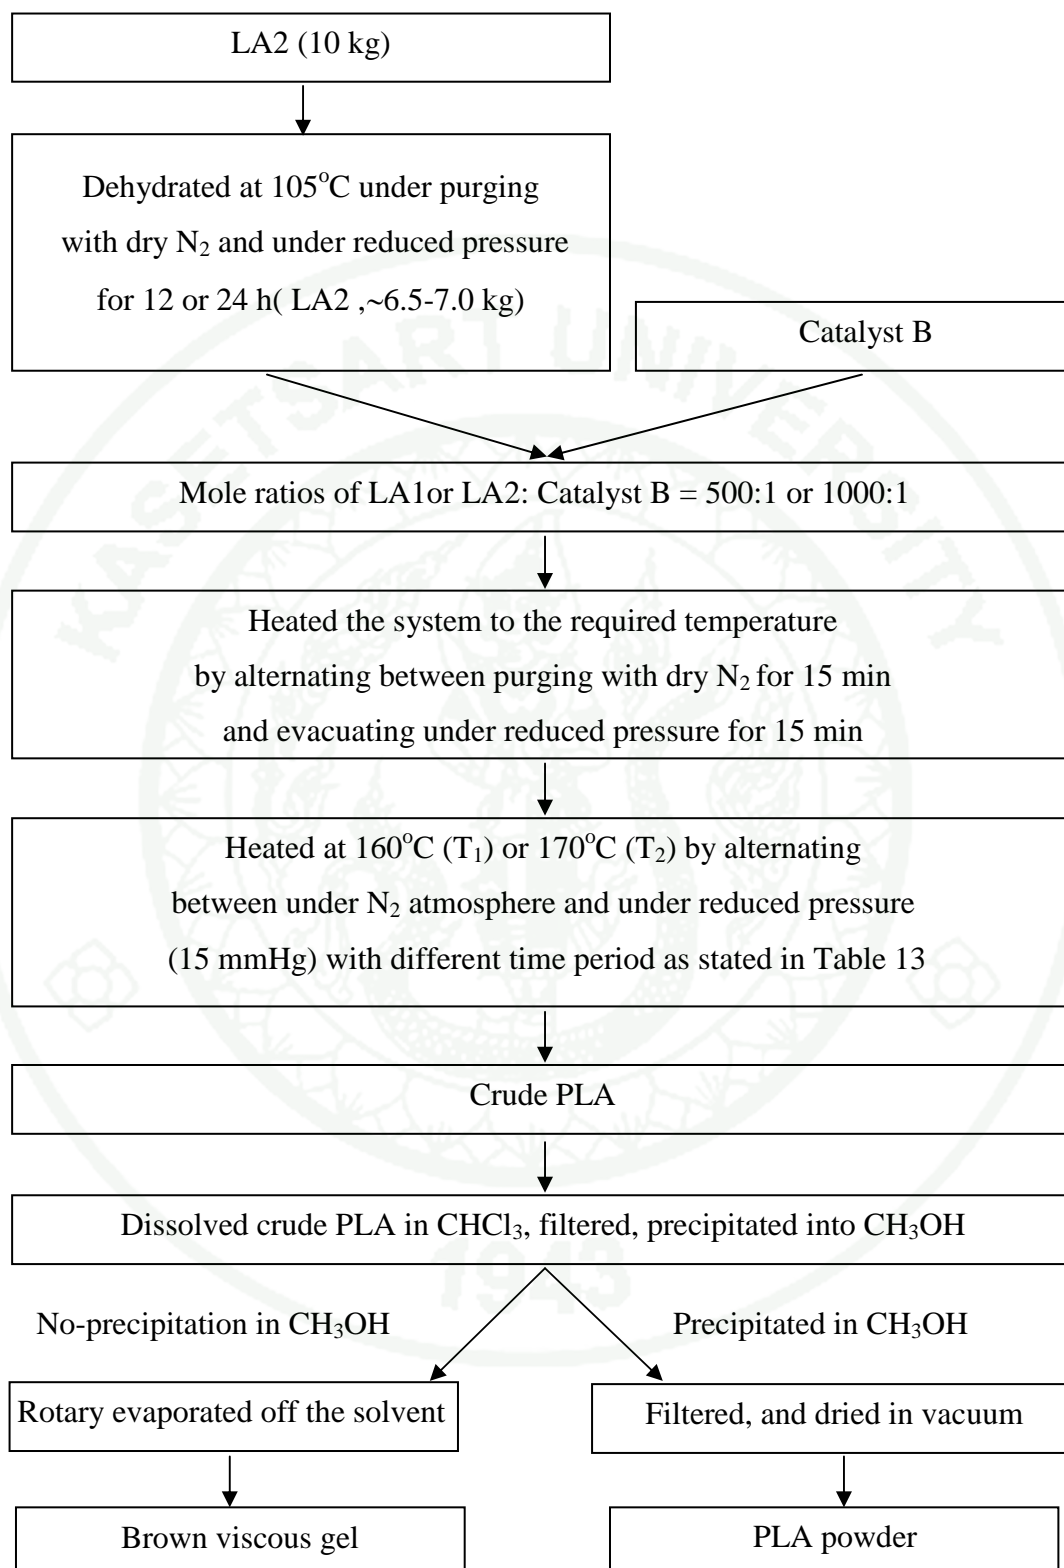 LA2 (10 kg)
Dehydrated at 105°C under purging
with dry N₂ and under reduced pressure
for 12 or 24 h( LA2 ,~6.5-7.0 kg)
Catalyst B
Mole ratios of LA1or LA2: Catalyst B = 500:1 or 1000:1
Heated the system to the required temperature
by alternating between purging with dry N₂ for 15 min
and evacuating under reduced pressure for 15 min
Heated at 160°C (T₁) or 170°C (T₂) by alternating
between under N₂ atmosphere and under reduced pressure
(15 mmHg) with different time period as stated in Table 13
Crude PLA
Dissolved crude PLA in CHCl₃, filtered, precipitated into CH₃OH
No-precipitation in CH₃OH
Precipitated in CH₃OH
Rotary evaporated off the solvent
Filtered, and dried in vacuum
Brown viscous gel
PLA powder
KASETSART UNIVERSITY
1943